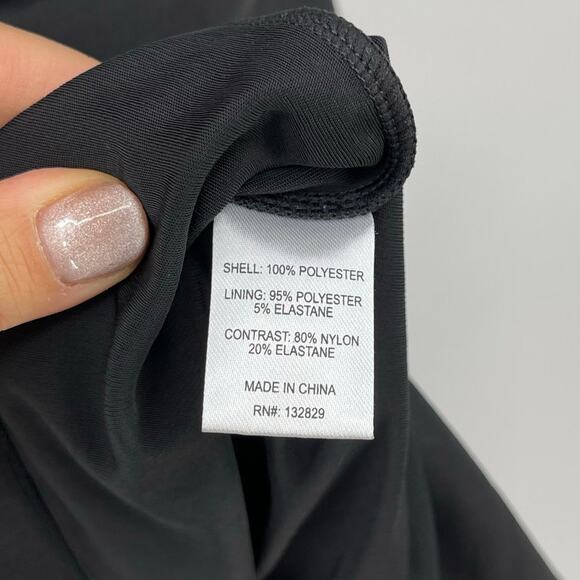 SHELL: 100% POLYESTER
LINING: 95% POLYESTER
5% ELASTANE
CONTRAST: 80% NYLON
20% ELASTANE
MADE IN CHINA
RN#: 132829